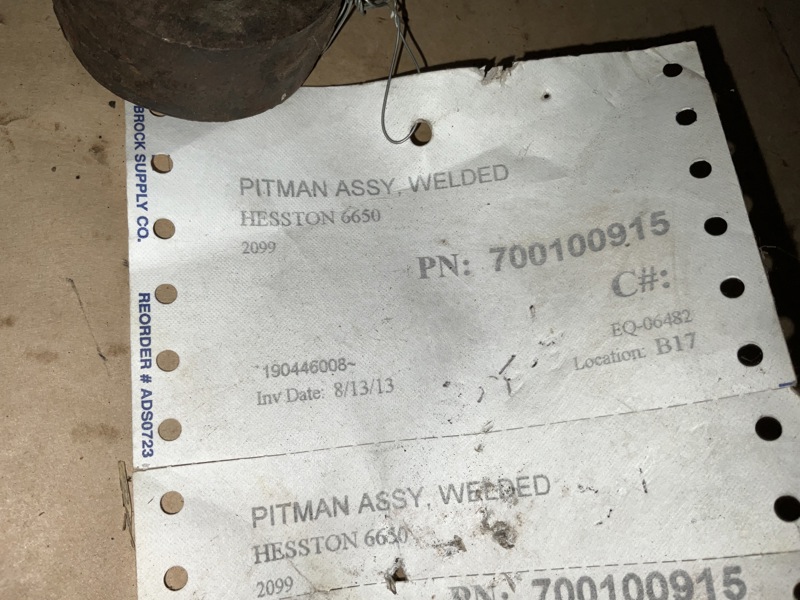 BROCK SUPPLY CO.
REORDER # ADS0723
PITMAN ASSY, WELDED
HESSTON 6650
2099
PN: 700100915
C#:
EQ-06482
Location: B17
*190446008~
Inv Date: 8/13/13
PITMAN ASSY, WELDED
HESSTON 6650
2099
PN: 700100915